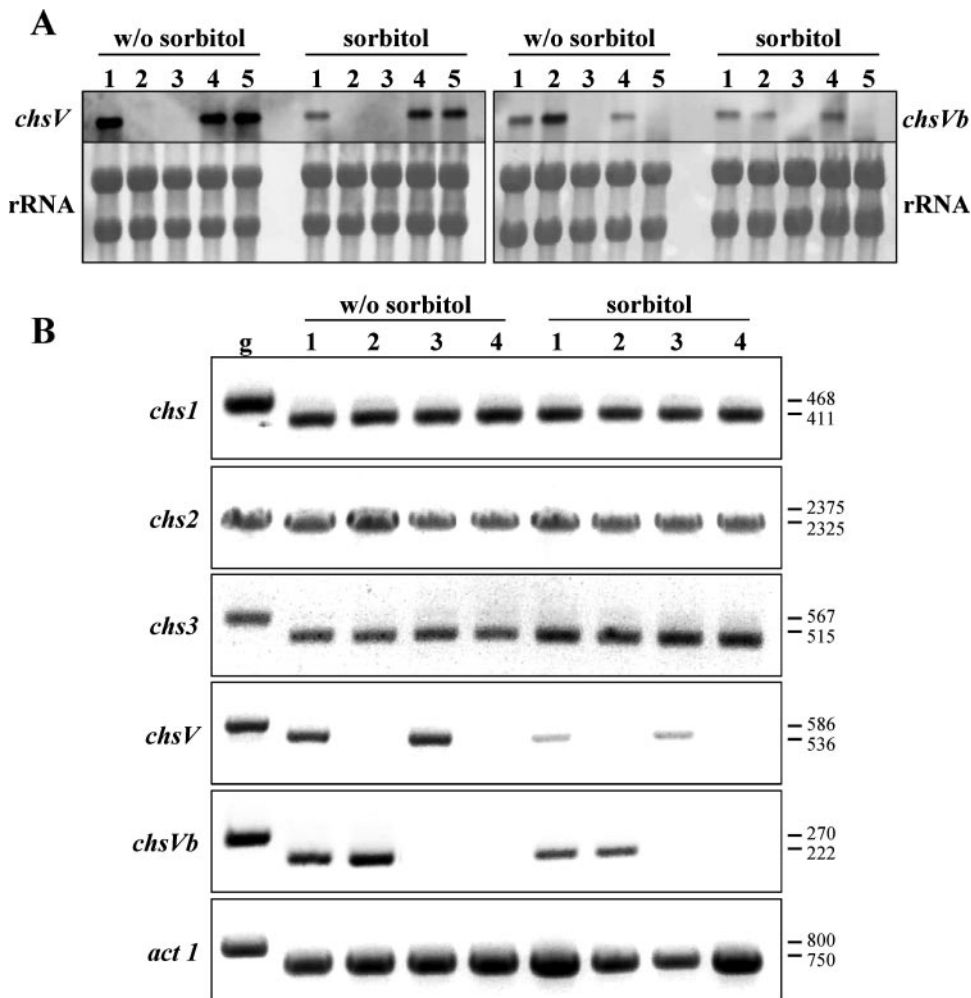 A
w/o sorbitol sorbitol w/o sorbitol sorbitol
1 2 3 4 5 1 2 3 4 5 1 2 3 4 5 1 2 3 4 5
chsV chsVb
rRNA rRNA
B
w/o sorbitol sorbitol
g 1 2 3 4 1 2 3 4
chs1 468
411
chs2 2375
2325
chs3 567
515
chsV 586
536
chsVb 270
222
act 1 800
750